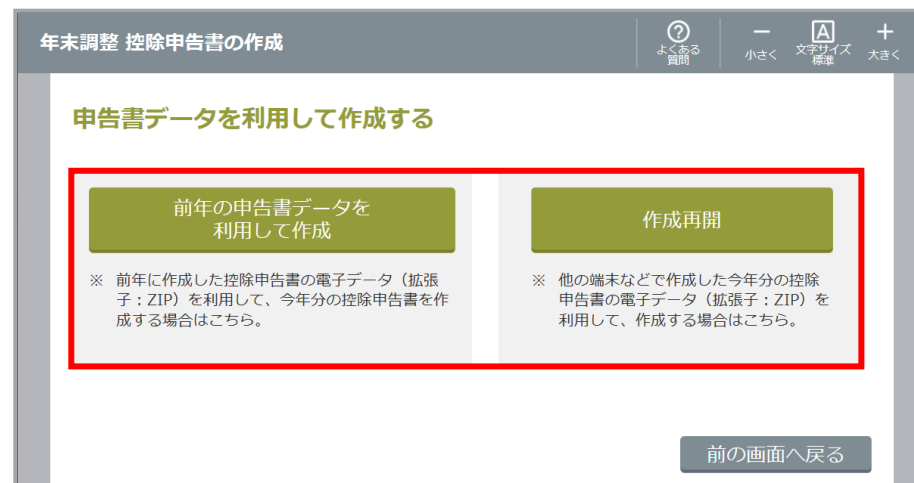 年末調整 控除申告書の作成
?
よくある
質問
－
小さく
A
文字サイズ
標準
＋
大きく
申告書データを利用して作成する
前年の申告書データを
利用して作成
※ 前年に作成した控除申告書の電子データ（拡張
子：ZIP）を利用して、今年分の控除申告書を作
成する場合はこちら。
作成再開
※ 他の端末などで作成した今年分の控除
申告書の電子データ（拡張子：ZIP）を
利用して、作成する場合はこちら。
前の画面へ戻る